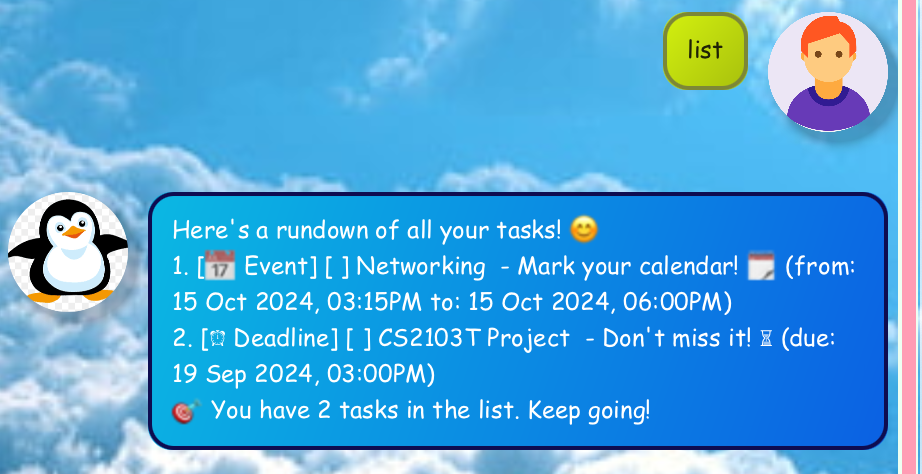 list
Here's a rundown of all your tasks! 😊
1. [📅 Event] [ ] Networking  - Mark your calendar! 🗓️ (from:
15 Oct 2024, 03:15PM to: 15 Oct 2024, 06:00PM)
2. [⏰ Deadline] [ ] CS2103T Project  - Don't miss it! ⏳ (due:
19 Sep 2024, 03:00PM)
🎯 You have 2 tasks in the list. Keep going!